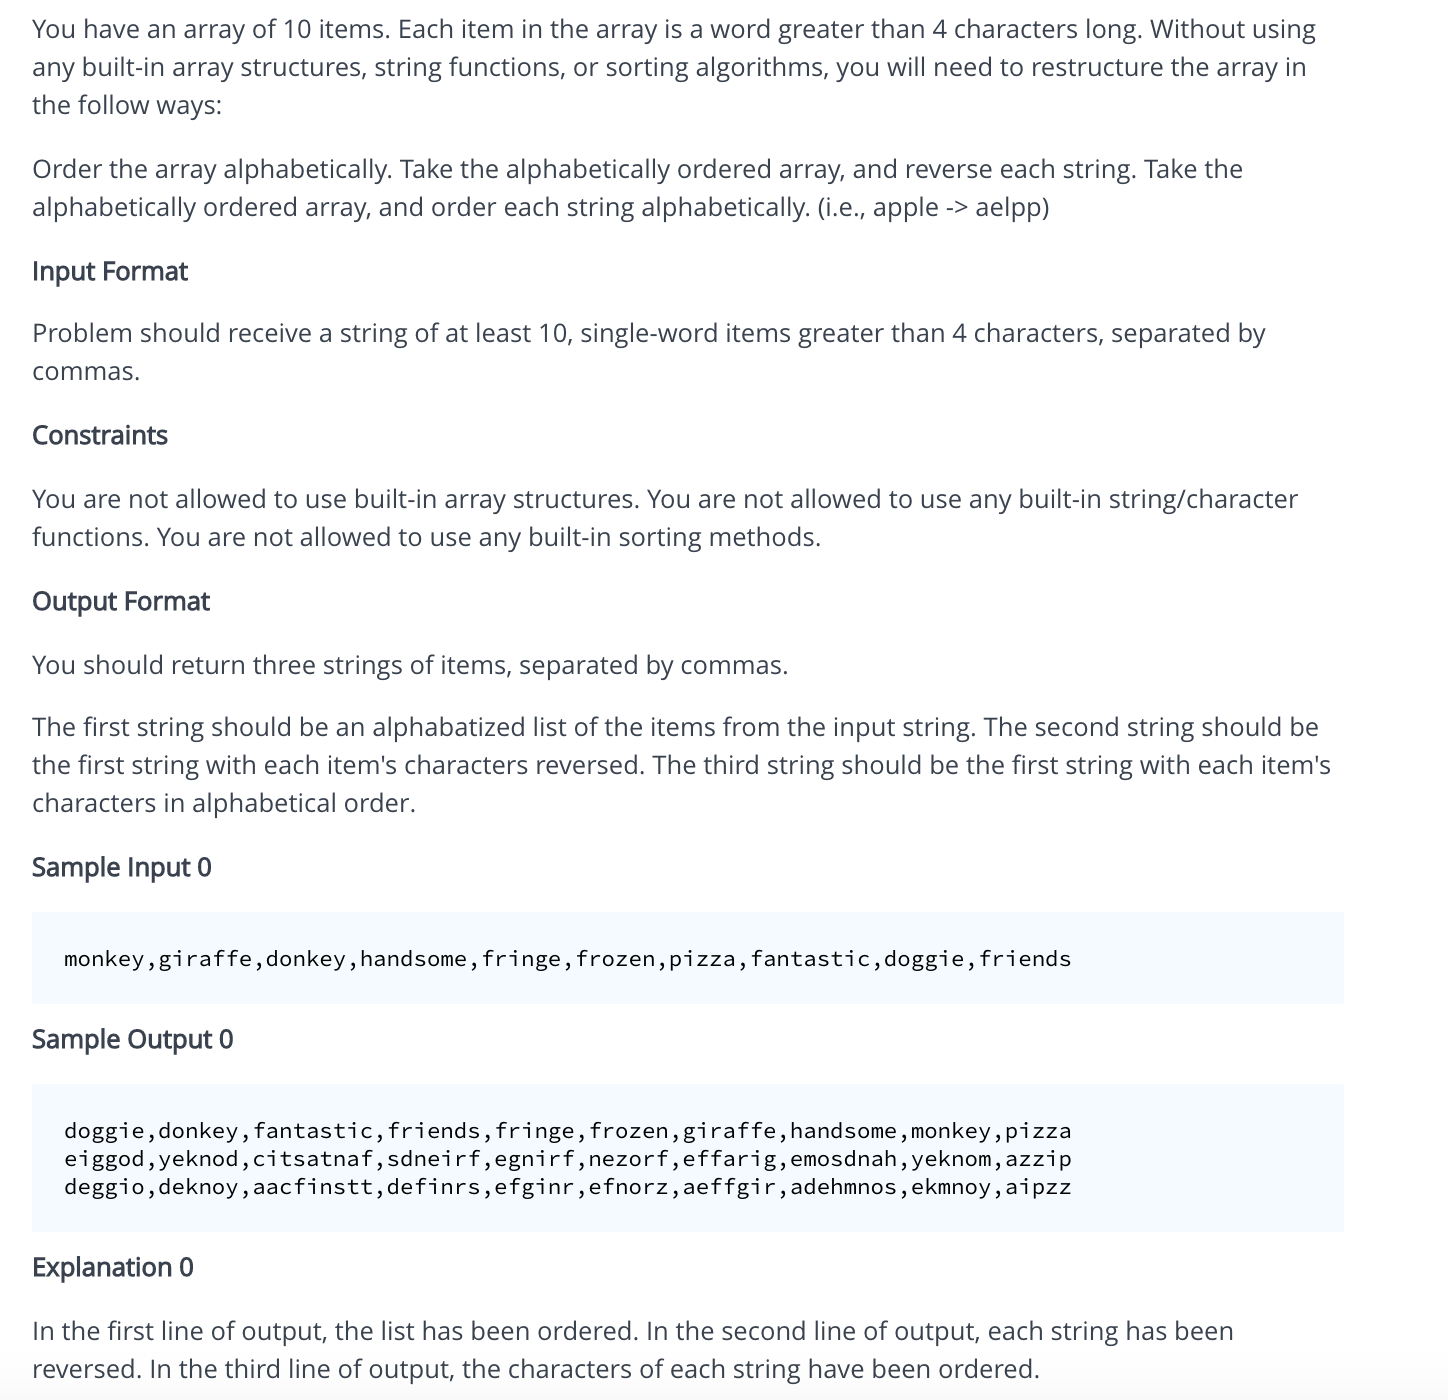 You have an array of 10 items. Each item in the array is a word greater than 4 characters long. Without using
any built-in array structures, string functions, or sorting algorithms, you will need to restructure the array in
the follow ways:
Order the array alphabetically. Take the alphabetically ordered array, and reverse each string. Take the
alphabetically ordered array, and order each string alphabetically. (i.e., apple -> aelpp)
Input Format
Problem should receive a string of at least 10, single-word items greater than 4 characters, separated by
commas.
Constraints
You are not allowed to use built-in array structures. You are not allowed to use any built-in string/character
functions. You are not allowed to use any built-in sorting methods.
Output Format
You should return three strings of items, separated by commas.
The first string should be an alphabatized list of the items from the input string. The second string should be
the first string with each item's characters reversed. The third string should be the first string with each item's
characters in alphabetical order.
Sample Input 0
monkey,giraffe,donkey,handsome,fringe,frozen,pizza,fantastic,doggie,friends
Sample Output 0
doggie,donkey,fantastic,friends,fringe,frozen,giraffe,handsome,monkey,pizza
eiggod,yeknod,citsatnaf,sdneirf,egnirf,nezorf,effarig,emosdnah,yeknom,azzip
deggio,deknoy,aacfinstt,definrs,efginr,efnorz,aeffgir,adehmnos,ekmnoy,aipzz
Explanation 0
In the first line of output, the list has been ordered. In the second line of output, each string has been
reversed. In the third line of output, the characters of each string have been ordered.